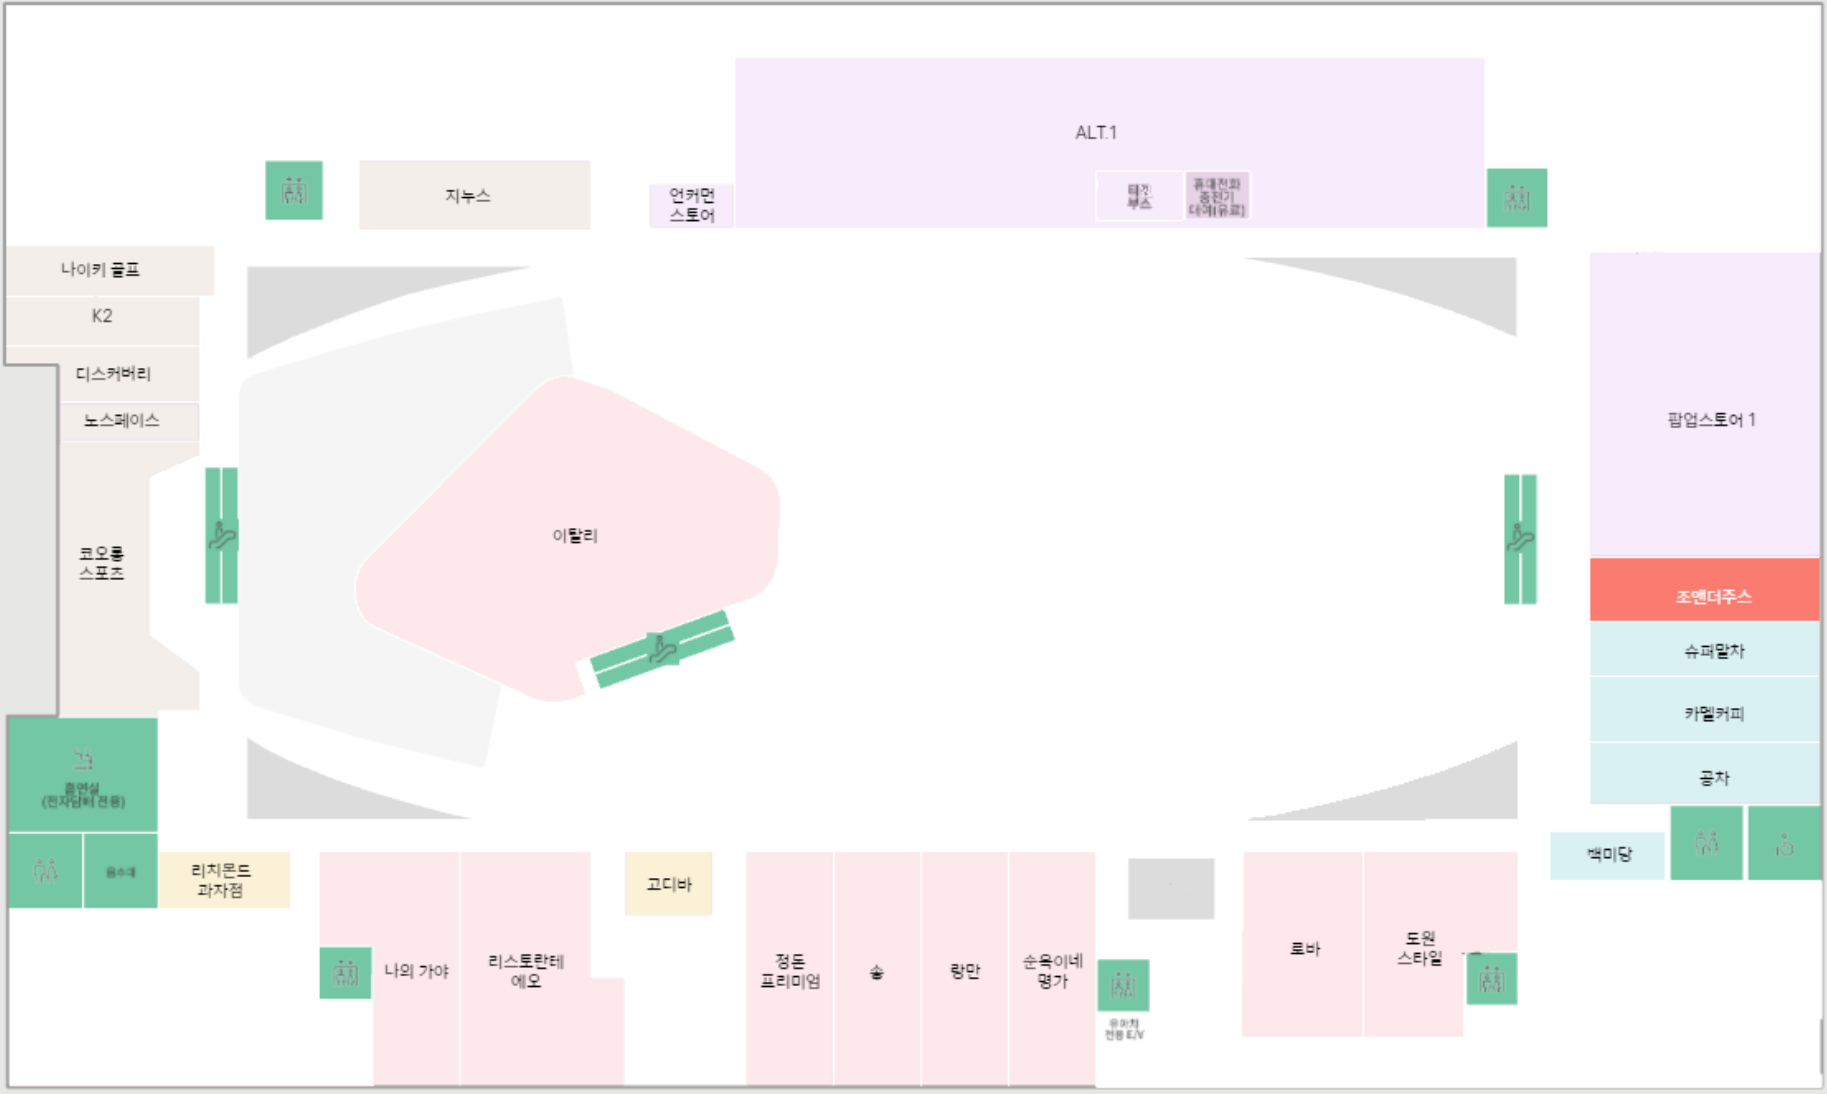 ALT.1
지누스
언커먼
스토어
티켓
부스
휴대전화
충전기
대여(유료)
나이키 골프
K2
디스커버리
노스페이스
코오롱
스포츠
이탈리
팝업스토어 1
조앤더주스
슈퍼말차
카멜커피
공차
백미당
흡연실
(전자담배 전용)
음수대
리치몬드
과자점
나의 가야
리스토란테
에오
고디바
정돈
프리미엄
송
랑만
순옥이네
명가
유아차
전용 E/V
로바
도원
스타일